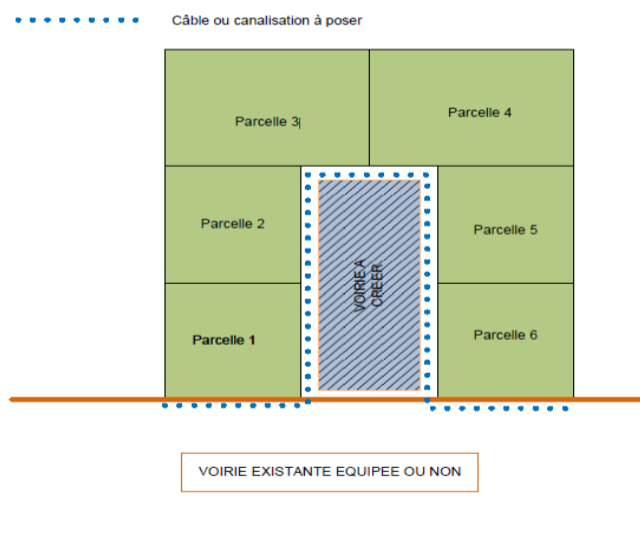 Câble ou canalisation à poser
Parcelle 3
Parcelle 4
Parcelle 2
Parcelle 5
VOIRIE A
CREER
Parcelle 1
Parcelle 6
VOIRIE EXISTANTE EQUIPEE OU NON